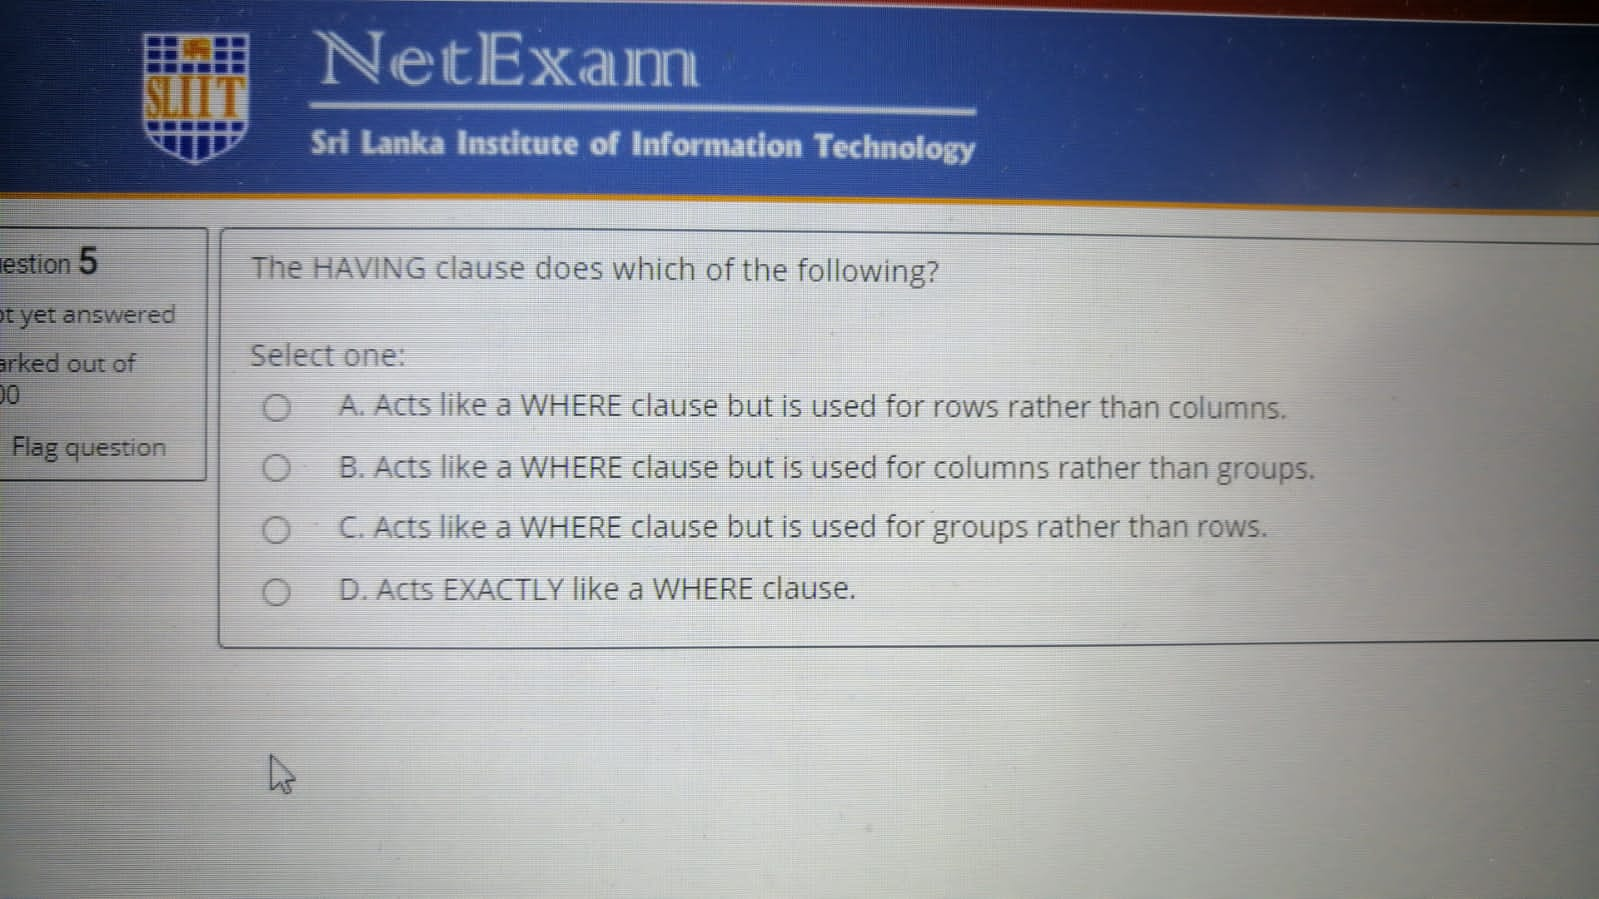 SLIIT
NetExam
Sri Lanka Institute of Information Technology
estion 5
ot yet answered
arked out of
00
Flag question
The HAVING clause does which of the following?
Select one:
A. Acts like a WHERE clause but is used for rows rather than columns.
B. Acts like a WHERE clause but is used for columns rather than groups.
C. Acts like a WHERE clause but is used for groups rather than rows.
D. Acts EXACTLY like a WHERE clause.